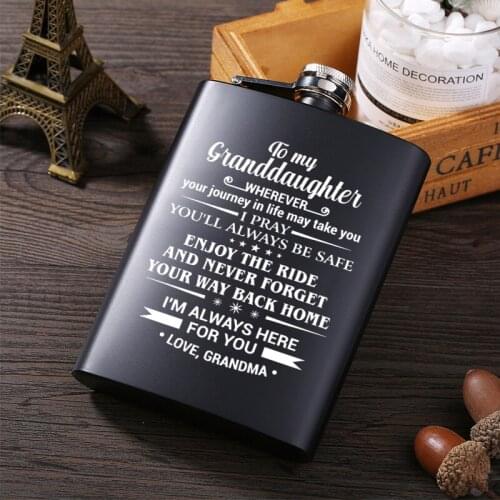 To my
Granddaughter
WHEREVER
your journey in life may take you
I PRAY
YOU'LL ALWAYS BE SAFE
ENJOY THE RIDE
AND NEVER FORGET
YOUR WAY BACK HOME
I'M ALWAYS HERE
FOR YOU
• LOVE, GRANDMA •
HOME DECORATION
CAFE
HAUT